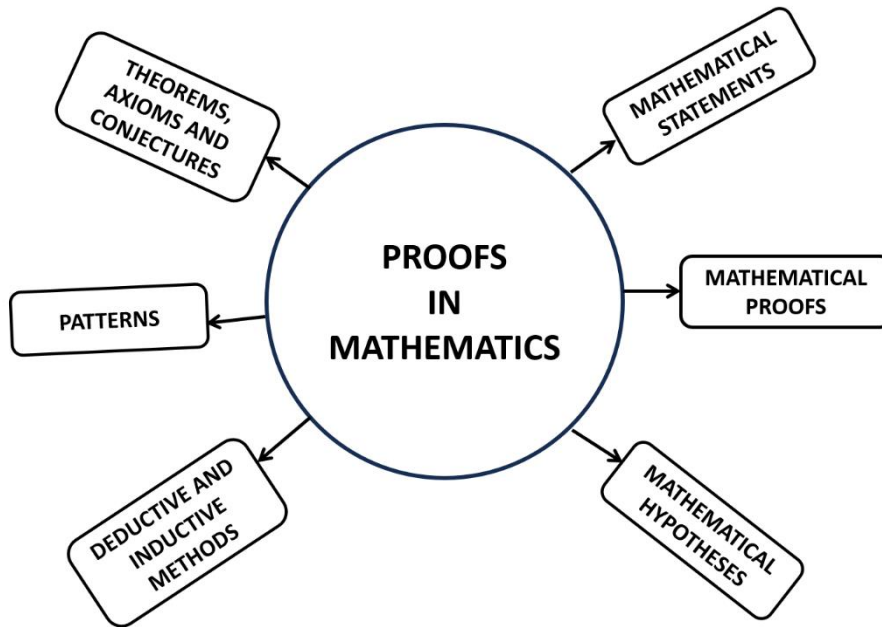 THEOREMS,
AXIOMS AND
CONJECTURES
MATHEMATICAL
STATEMENTS
PROOFS
IN
MATHEMATICS
PATTERNS
MATHEMATICAL
PROOFS
DEDUCTIVE AND
INDUCTIVE
METHODS
MATHEMATICAL
HYPOTHESES